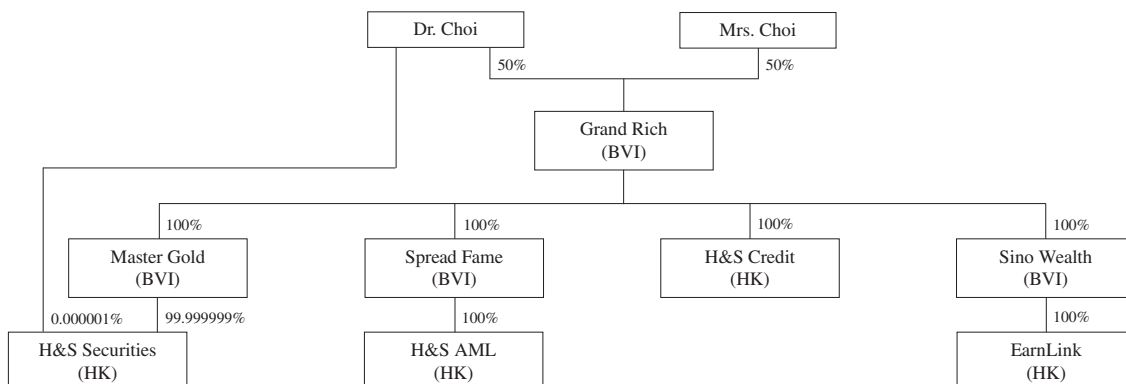 Dr. Choi
Mrs. Choi
50%
50%
Grand Rich
(BVI)
100%
100%
100%
100%
Master Gold
(BVI)
Spread Fame
(BVI)
H&S Credit
(HK)
Sino Wealth
(BVI)
0.000001%
99.999999%
100%
100%
H&S Securities
(HK)
H&S AML
(HK)
EarnLink
(HK)